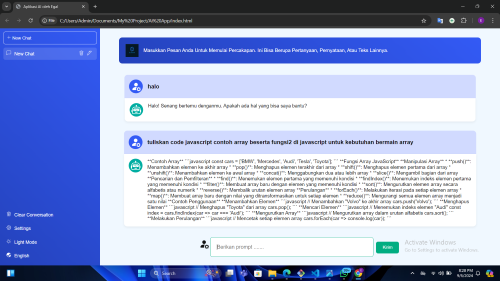 Aplikasi AI oleh Egal
File C:/Users/Admin/Documents/My%20Project/AI%20App/index.html
+ New Chat
New Chat
Masukkan Pesan Anda Untuk Memulai Percakapan. Ini Bisa Berupa Pertanyaan, Pernyataan, Atau Teks Lainnya.
halo
Halo! Senang bertemu denganmu. Apakah ada hal yang bisa saya bantu?
tuliskan code javascript contoh array beserta fungsi2 di javascript untuk kebutuhan bermain array
**Contoh Array** ```javascript const cars = ['BMW', 'Mercedes', 'Audi', 'Tesla', 'Toyota']; ``` **Fungsi Array JavaScript** **Manipulasi Array** * **push()**:
Menambahkan elemen ke akhir array * **pop()**: Menghapus elemen terakhir dari array * **shift()**: Menghapus elemen pertama dari array *
**unshift()**: Menambahkan elemen ke awal array * **concat()**: Menggabungkan dua atau lebih array * **slice()**: Mengambil bagian dari array
**Pencarian dan Pemfilteran** * **find()**: Menemukan elemen pertama yang memenuhi kondisi * **findIndex()**: Menemukan indeks elemen pertama
yang memenuhi kondisi * **filter()**: Membuat array baru dengan elemen yang memenuhi kondisi * **sort()**: Mengurutkan elemen array secara
alfabetis atau numerik * **reverse()**: Membalik urutan elemen array **Perulangan** * **forEach()**: Melakukan iterasi pada setiap elemen array *
**map()**: Membuat array baru dengan nilai yang ditransformasikan untuk setiap elemen * **reduce()**: Mengurangi semua elemen array menjadi
satu nilai **Contoh Penggunaan** **Menambahkan Elemen** ```javascript // Menambahkan "Volvo" ke akhir array cars.push("Volvo"); ``` **Menghapus
Elemen** ```javascript // Menghapus "Toyota" dari array cars.pop(); ``` **Mencari Elemen** ```javascript // Menemukan indeks elemen "Audi" const
index = cars.findIndex(car => car === 'Audi'); ``` **Mengurutkan Array** ```javascript // Mengurutkan array dalam urutan alfabetis cars.sort(); ```
**Melakukan Perulangan** ```javascript // Mencetak setiap elemen array cars.forEach(car => console.log(car)); ```
Clear Conversation
Settings
Light Mode
English
Berikan prompt .......
Kirim
Activate Windows
Go to Settings to activate Windows.
Search
8:28 PM
9/5/2024